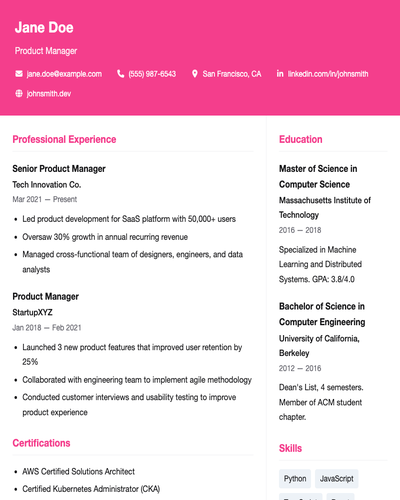 Jane Doe
Product Manager
jane.doe@example.com (555) 987-6543 San Francisco, CA linkedin.com/in/johnsmith
johnsmith.dev
Professional Experience
Senior Product Manager
Tech Innovation Co.
Mar 2021 — Present
• Led product development for SaaS platform with 50,000+ users
• Oversaw 30% growth in annual recurring revenue
• Managed cross-functional team of designers, engineers, and data
analysts
Product Manager
StartupXYZ
Jan 2018 — Feb 2021
• Launched 3 new product features that improved user retention by
25%
• Collaborated with engineering team to implement agile methodology
• Conducted customer interviews and usability testing to improve
product experience
Certifications
• AWS Certified Solutions Architect
• Certified Kubernetes Administrator (CKA)
Education
Master of Science in
Computer Science
Massachusetts Institute of
Technology
2016 — 2018
Specialized in Machine
Learning and Distributed
Systems. GPA: 3.8/4.0
Bachelor of Science in
Computer Engineering
University of California,
Berkeley
2012 — 2016
Dean's List, 4 semesters.
Member of ACM student
chapter.
Skills
Python JavaScript